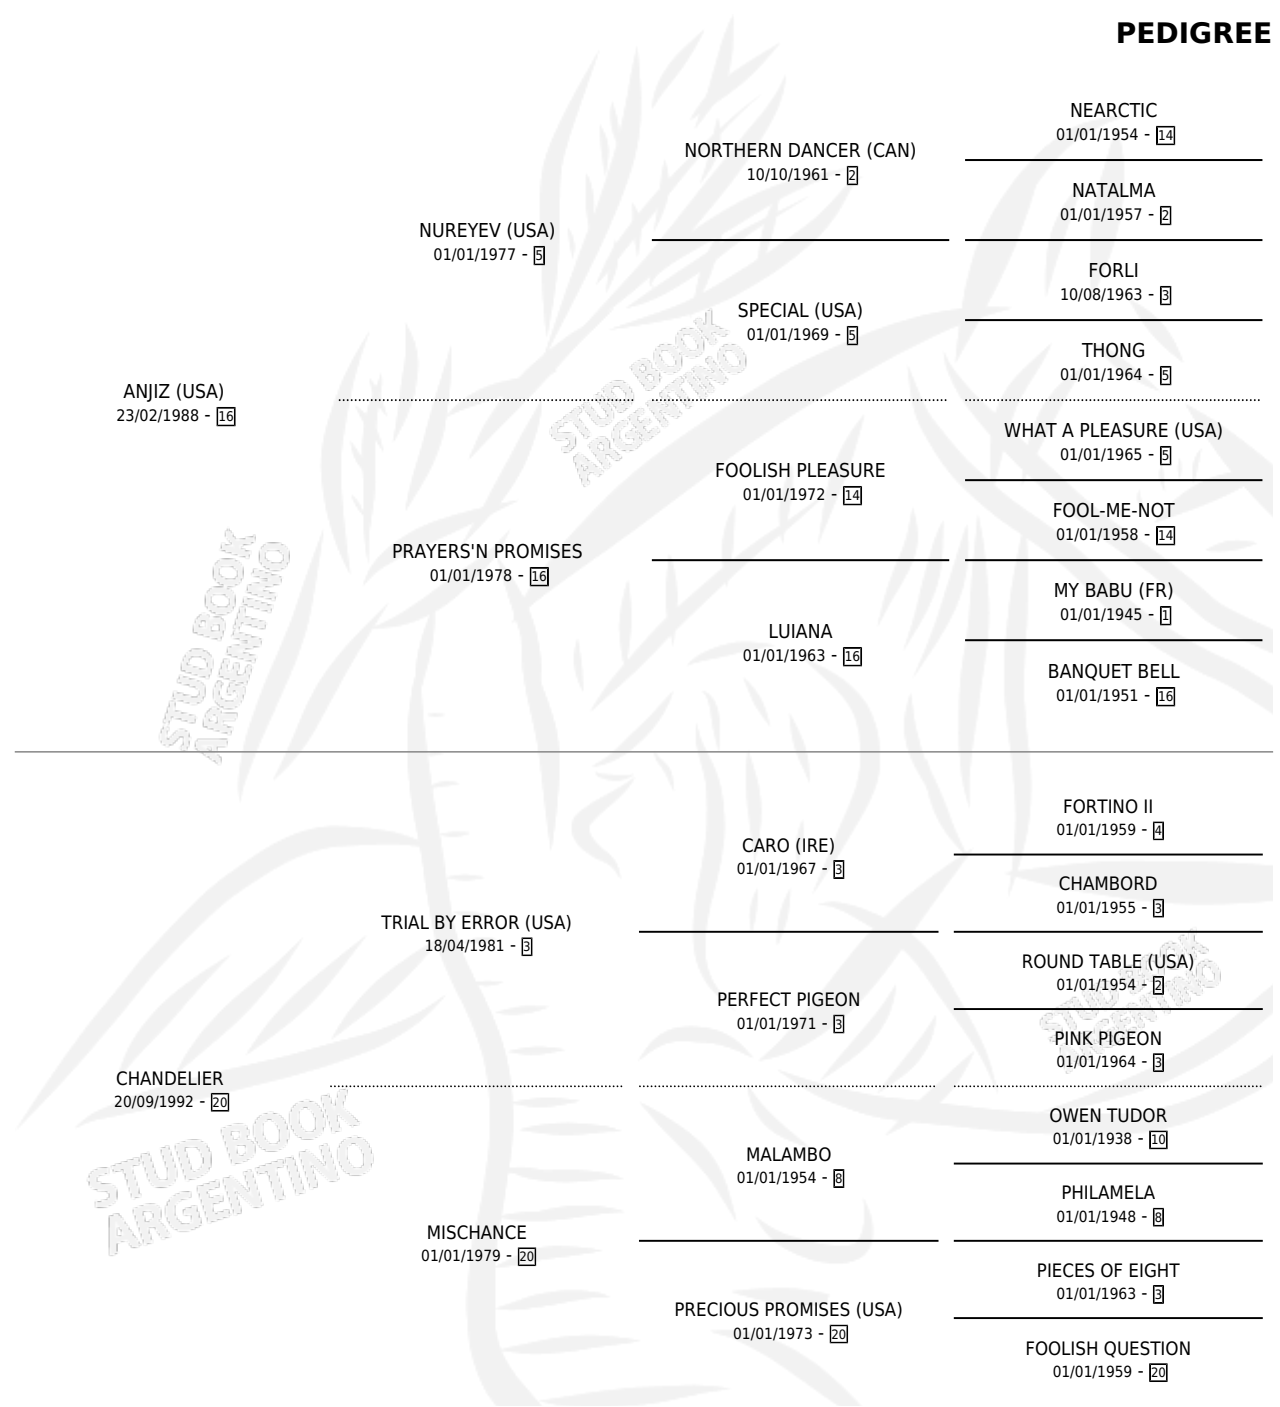 PEDIGREE
NEARCTIC
01/01/1954 - 14
NORTHERN DANCER (CAN)
10/10/1961 - 2
NATALMA
01/01/1957 - 2
NUREYEV (USA)
01/01/1977 - 5
FORLI
10/08/1963 - 3
SPECIAL (USA)
01/01/1969 - 5
THONG
01/01/1964 - 5
ANJIZ (USA)
23/02/1988 - 16
WHAT A PLEASURE (USA)
01/01/1965 - 5
FOOLISH PLEASURE
01/01/1972 - 14
FOOL-ME-NOT
01/01/1958 - 14
PRAYERS'N PROMISES
01/01/1978 - 16
MY BABU (FR)
01/01/1945 - 1
LUIANA
01/01/1963 - 16
BANQUET BELL
01/01/1951 - 16
STUD BOOK
ARGENTINO
STUD BOOK
ARGENTINO
FORTINO II
01/01/1959 - 4
CARO (IRE)
01/01/1967 - 3
CHAMBORD
01/01/1955 - 3
TRIAL BY ERROR (USA)
18/04/1981 - 3
ROUND TABLE (USA)
01/01/1954 - 2
PERFECT PIGEON
01/01/1971 - 3
PINK PIGEON
01/01/1964 - 3
STUD BOOK
ARGENTINO
CHANDELIER
20/09/1992 - 20
OWEN TUDOR
01/01/1938 - 10
MALAMBO
01/01/1954 - 8
PHILAMELA
01/01/1948 - 8
STUD BOOK
ARGENTINO
MISCHANCE
01/01/1979 - 20
PIECES OF EIGHT
01/01/1963 - 3
PRECIOUS PROMISES (USA)
01/01/1973 - 20
FOOLISH QUESTION
01/01/1959 - 20